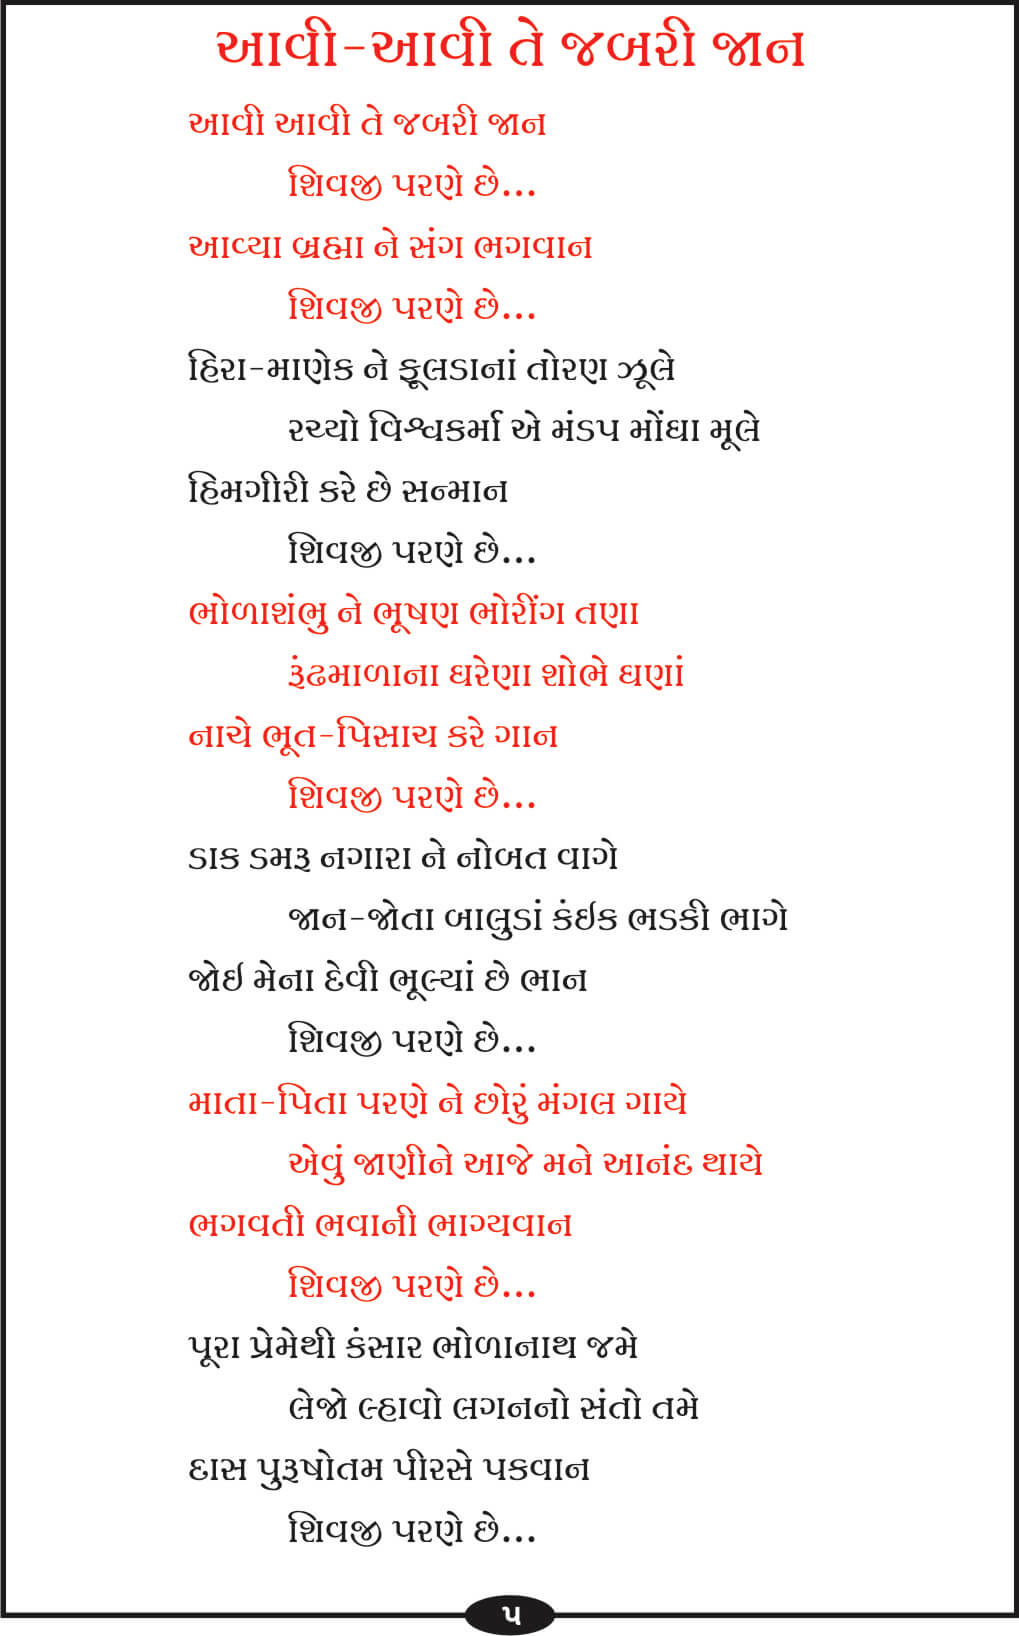 આવી-આવી તે જબરી જાન
આવી આવી તે જબરી જાન
શિવજી પરણે છે...
આવ્યા બ્રહ્મા ને સંગ ભગવાન
શિવજી પરણે છે...
હિરા-માણેક ને ફૂલડાનાં તોરણ ઝૂલે
રચ્યો વિશ્વકર્મા એ મંડપ મોંઘા મૂલે
હિમગીરી કરે છે સન્માન
શિવજી પરણે છે...
ભોળાશંભુ ને ભૂષણ ભોરીંગ તણા
રૂંઢમાળાના ઘરેણા શોભે ઘણાં
નાચે ભૂત-પિસાચ કરે ગાન
શિવજી પરણે છે...
ડાક ડમરૂ નગારા ને નોબત વાગે
જાન-જોતા બાલુડાં કંઇક ભડકી ભાગે
જોઇ મેના દેવી ભૂલ્યાં છે ભાન
શિવજી પરણે છે...
માતા-પિતા પરણે ને છોરું મંગલ ગાયે
એવું જાણીને આજે મને આનંદ થાયે
ભગવતી ભવાની ભાગ્યવાન
શિવજી પરણે છે...
પૂરા પ્રેમેથી કંસાર ભોળાનાથ જમે
લેજો લ્હાવો લગનનો સંતો તમે
દાસ પુરૂષોતમ પીરસે પકવાન
શિવજી પરણે છે...
૫